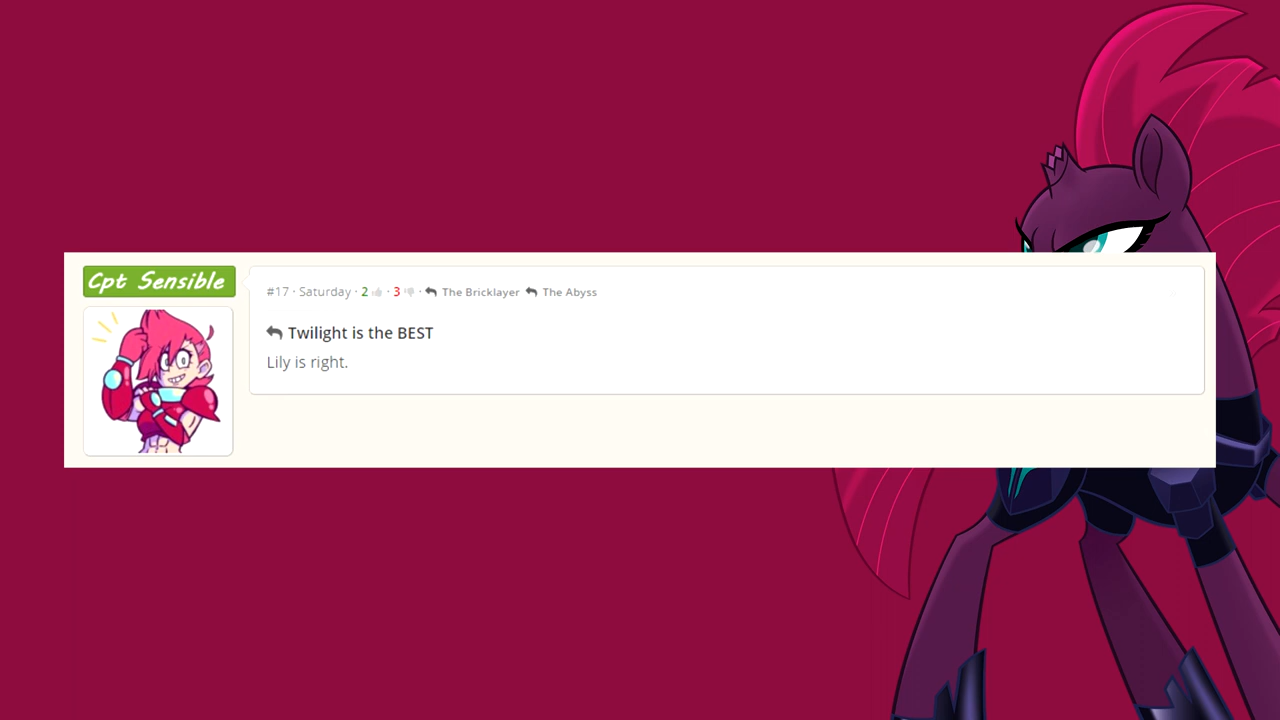 Cpt Sensible
#17 · Saturday · 2 · 3 · The Bricklayer The Abyss
Twilight is the BEST
Lily is right.